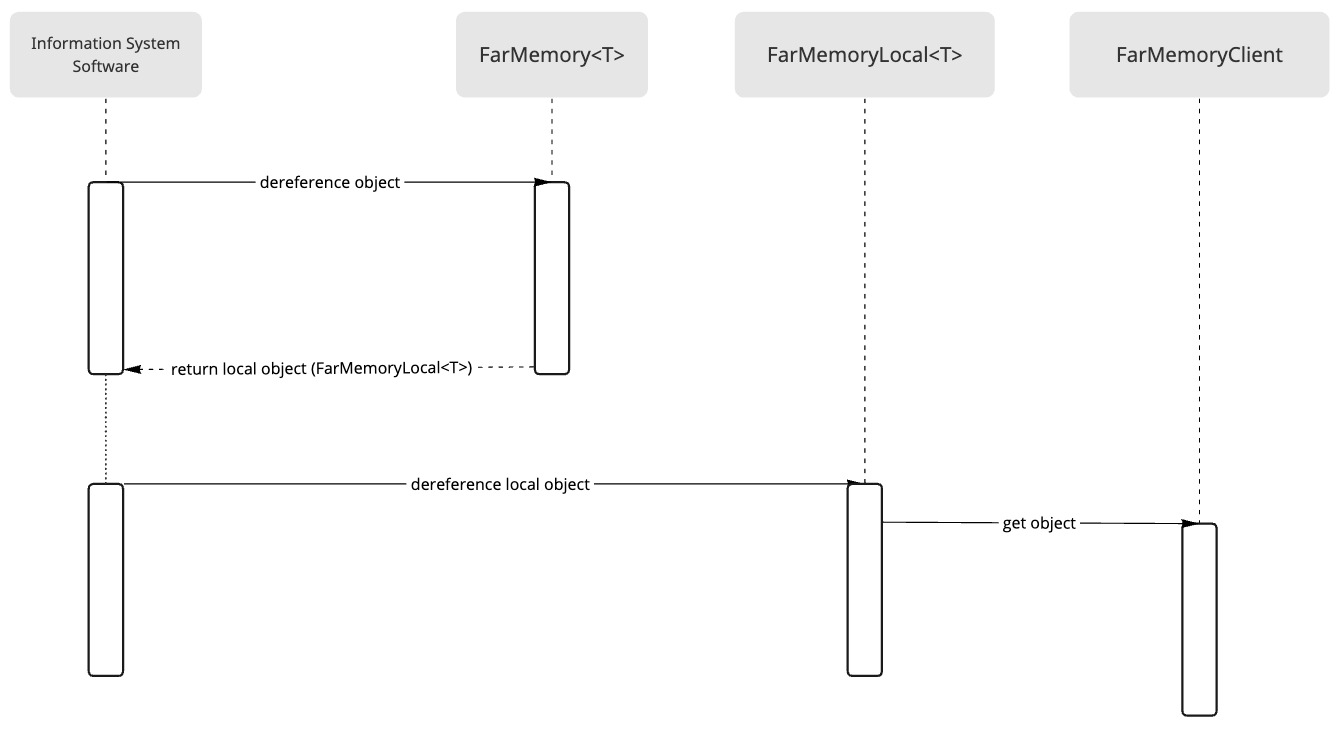 Information System
Software
FarMemory<T>
FarMemoryLocal<T>
FarMemoryClient
dereference object
return local object (FarMemoryLocal<T>)
dereference local object
get object